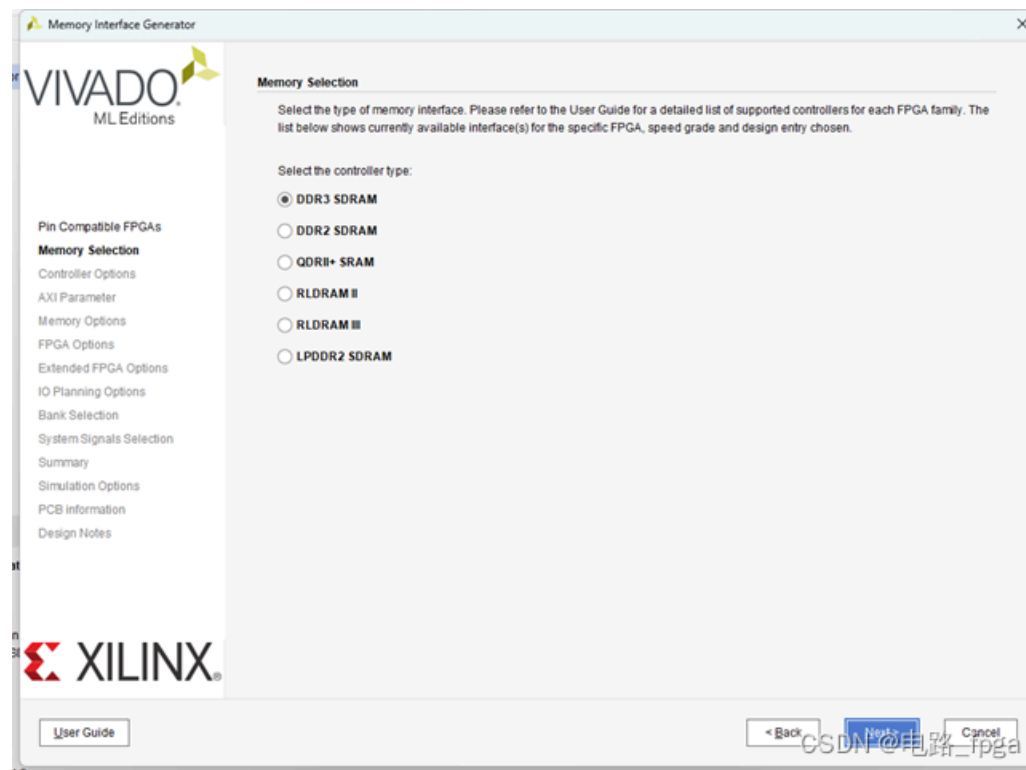 Memory Interface Generator
VIVADO.
ML Editions
Pin Compatible FPGAs
Memory Selection
Controller Options
AXI Parameter
Memory Options
FPGA Options
Extended FPGA Options
IO Planning Options
Bank Selection
System Signals Selection
Summary
Simulation Options
PCB information
Design Notes
XILINX®
Memory Selection
Select the type of memory interface. Please refer to the User Guide for a detailed list of supported controllers for each FPGA family. The
list below shows currently available interface(s) for the specific FPGA, speed grade and design entry chosen.
Select the controller type:
DDR3 SDRAM
DDR2 SDRAM
QDRII+ SRAM
RLDRAM II
RLDRAM III
LPDDR2 SDRAM
User Guide
< Back
Next >
Cancel
CSDN @电路_fpga